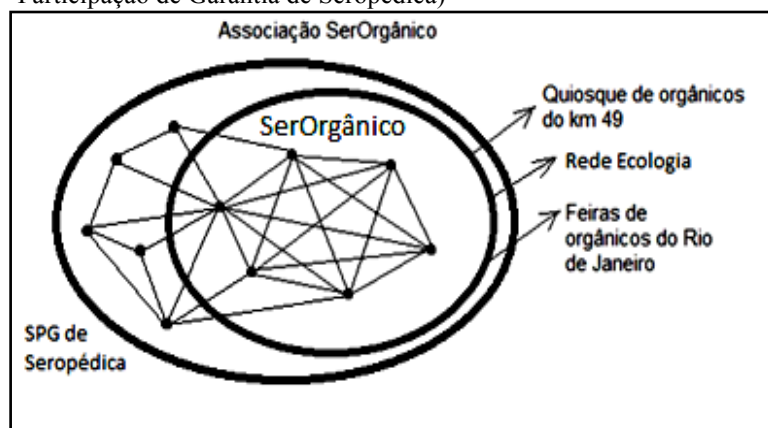 Participação de Garantia de Seropédica)
Associação SerOrgânico
SerOrgânico
Quiosque de orgânicos
do km 49
Rede Ecologia
Feiras de
orgânicos do Rio
de Janeiro
SPG de
Seropédica